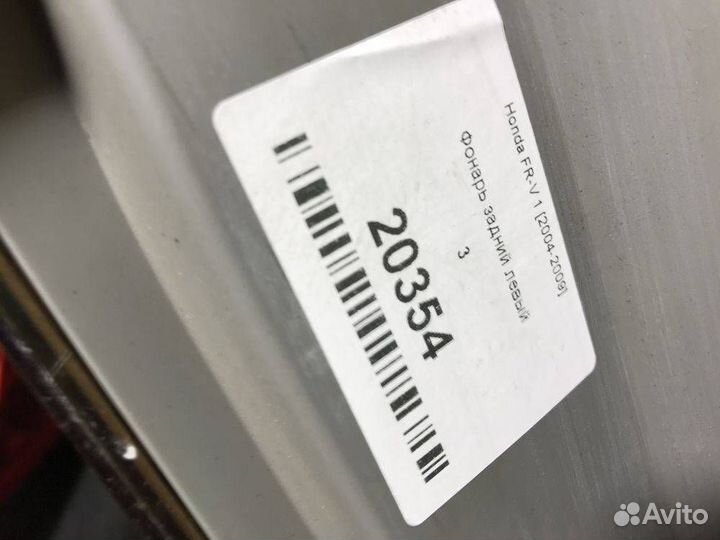 Honda FR-V 1 [2004-2009]
Фонарь задний левый
3
20354
Avito